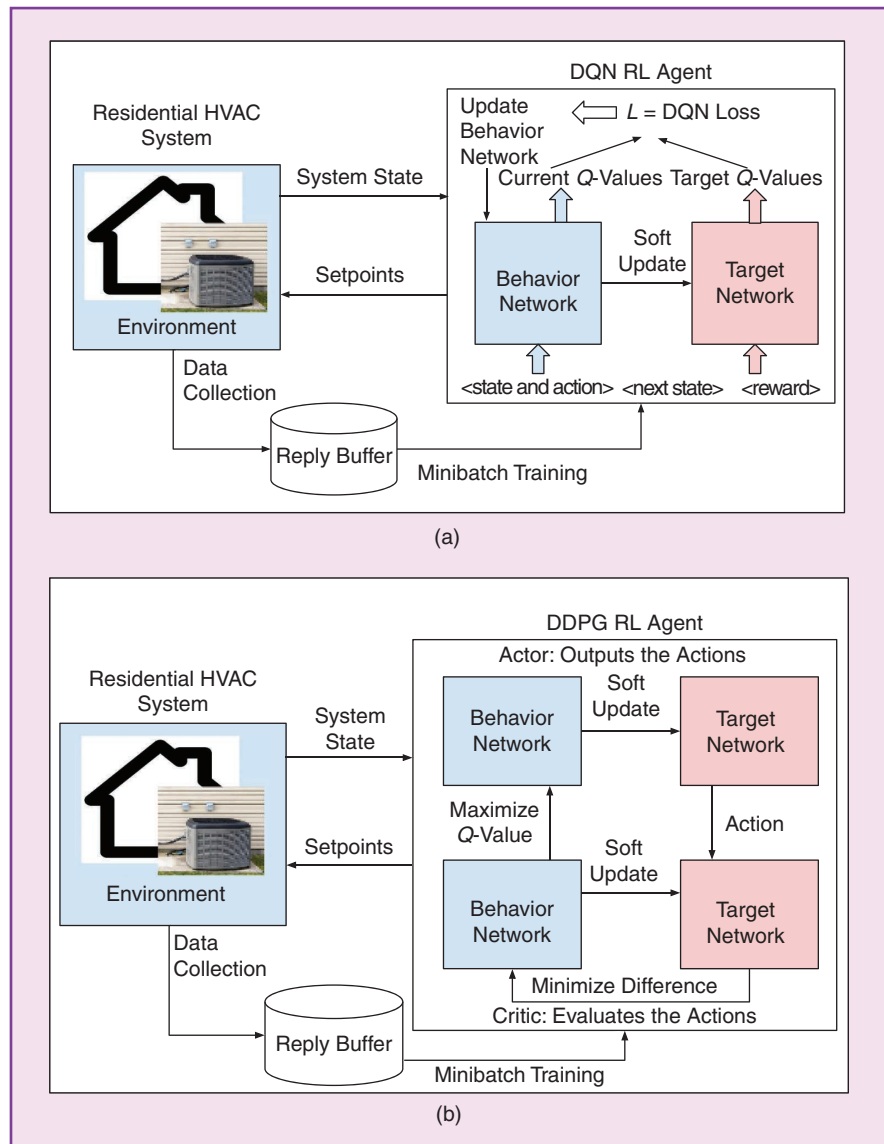 DQN RL Agent
Residential HVAC
System
Update
Behavior
Network
L = DQN Loss
System State
Current Q-Values
Target Q-Values
Setpoints
Behavior
Network
Soft
Update
Target
Network
Environment
Data
Collection
<state and action>
<next state>
<reward>
Reply Buffer
Minibatch Training
(a)
DDPG RL Agent
Actor: Outputs the Actions
Residential HVAC
System
System
State
Behavior
Network
Soft
Update
Target
Network
Maximize
Q-Value
Action
Setpoints
Behavior
Network
Soft
Update
Target
Network
Environment
Data
Collection
Minimize Difference
Critic: Evaluates the Actions
Reply Buffer
Minibatch Training
(b)